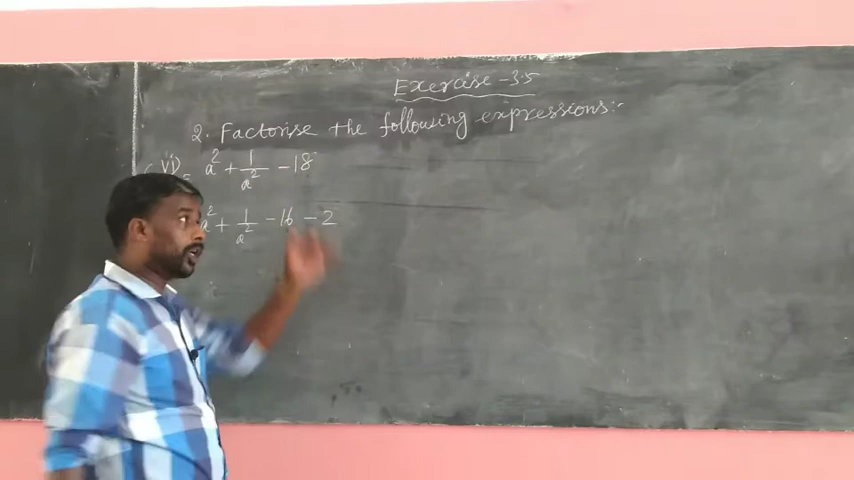 Exercise - 3.5
2. Factorise the following expressions:-
(vi) a² + 1/a² - 18
a² + 1/a² - 16 - 2